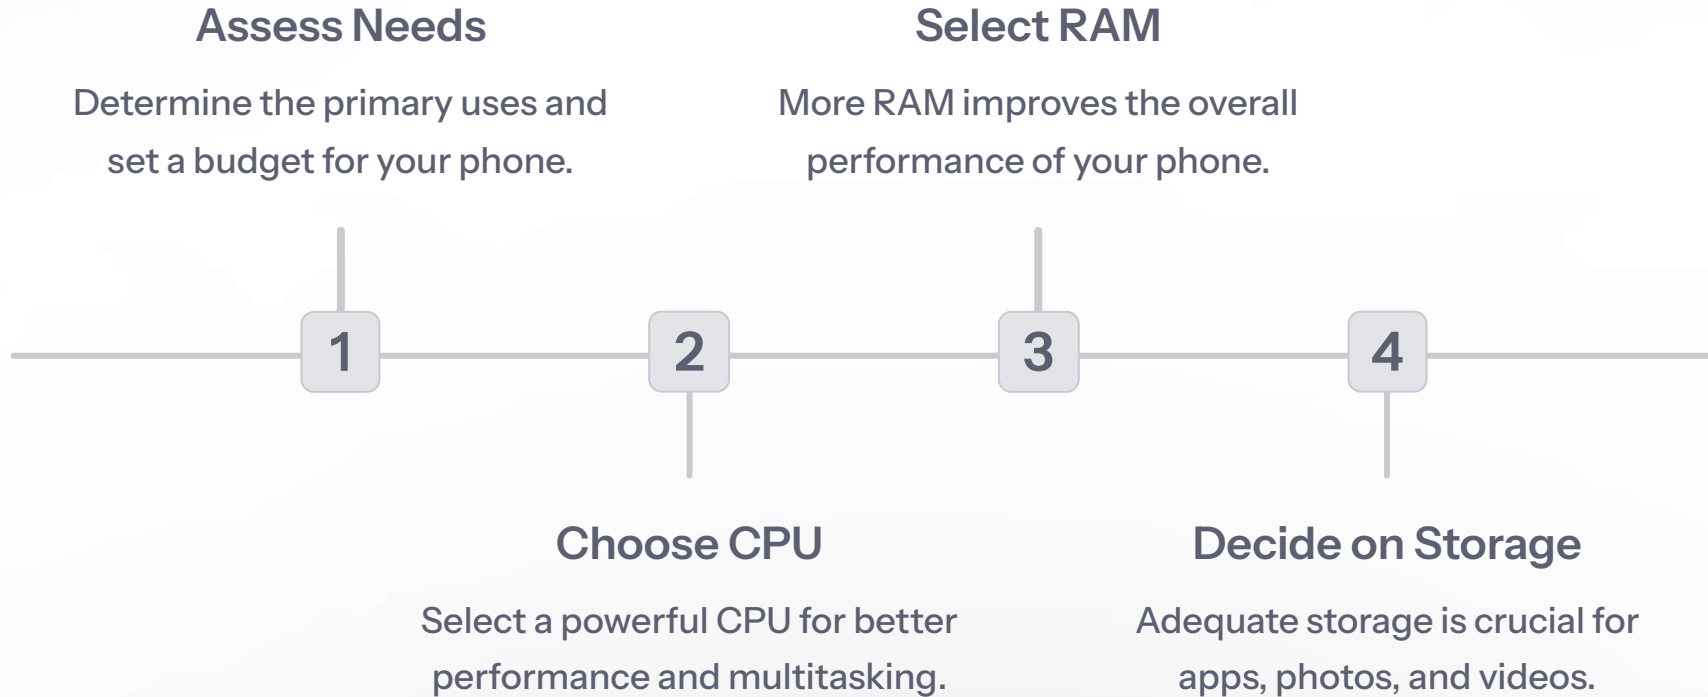 Assess Needs
Determine the primary uses and
set a budget for your phone.
Select RAM
More RAM improves the overall
performance of your phone.
1
2
3
4
Choose CPU
Select a powerful CPU for better
performance and multitasking.
Decide on Storage
Adequate storage is crucial for
apps, photos, and videos.